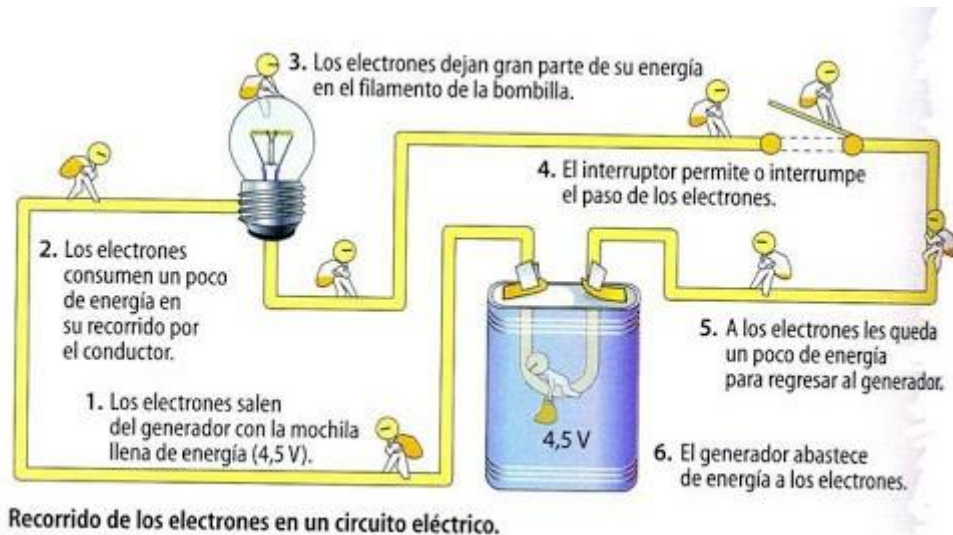 3. Los electrones dejan gran parte de su energía
en el filamento de la bombilla.
4. El interruptor permite o interrumpe
el paso de los electrones.
2. Los electrones
consumen un poco
de energía en
su recorrido por
el conductor.
5. A los electrones les queda
un poco de energía
para regresar al generador.
1. Los electrones salen
del generador con la mochila
llena de energía (4,5 V).
4,5 V
6. El generador abastece
de energía a los electrones.
Recorrido de los electrones en un circuito eléctrico.